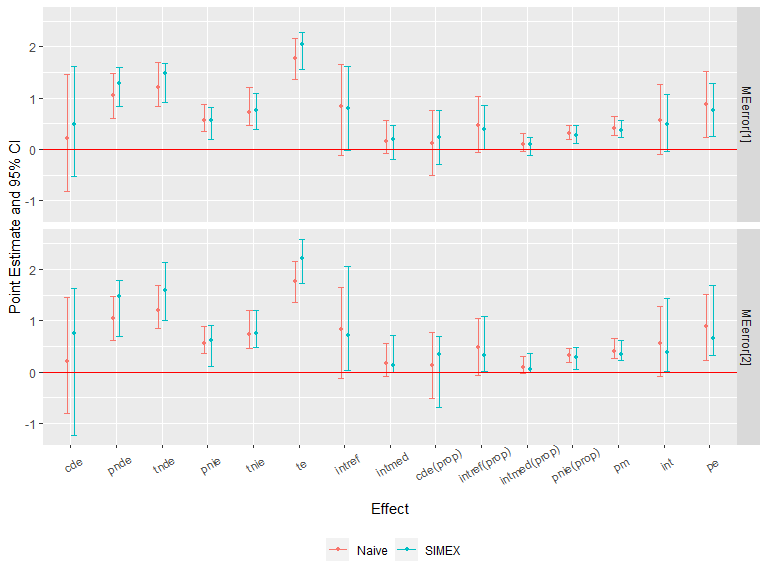 Point Estimate and 95% CI
2
1
0
-1
MEerror[1]
2
1
0
-1
MEerror[2]
cde pnde tnde pnie tnie te intref intmed cde(prop) intref(prop) intmed(prop) pnie(prop) pm int pe
Effect
Naive SIMEX